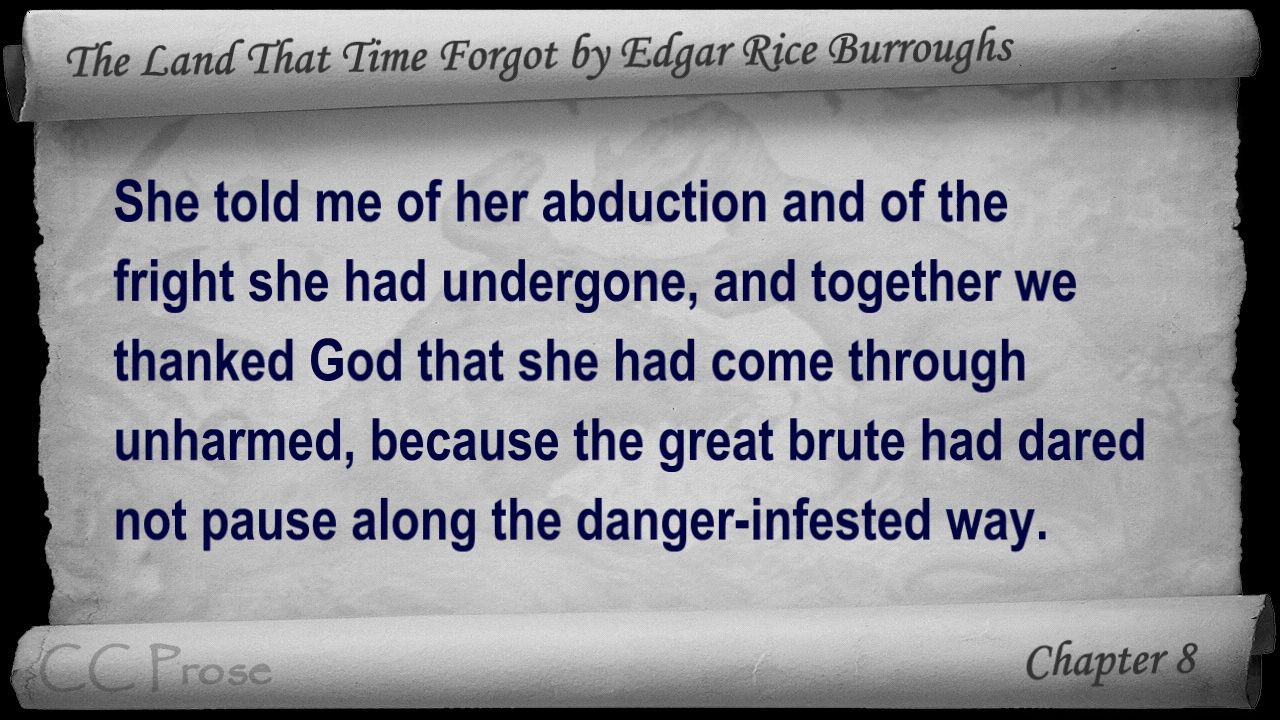 The Land That Time Forgot by Edgar Rice Burroughs
She told me of her abduction and of the
fright she had undergone, and together we
thanked God that she had come through
unharmed, because the great brute had dared
not pause along the danger-infested way.
CC Prose
Chapter 8